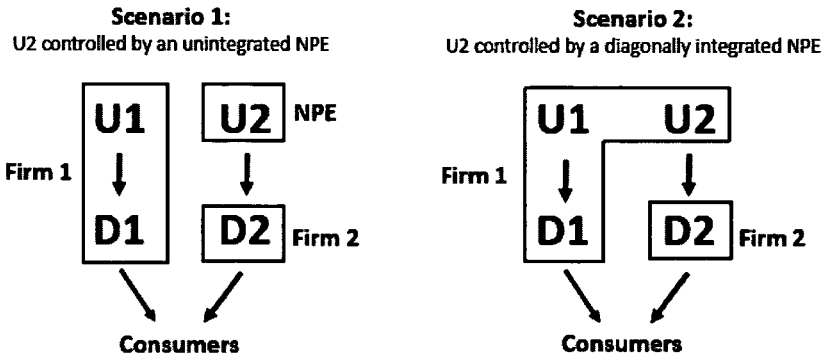 Scenario 1:
U2 controlled by an unintegrated NPE
U1
U2
NPE
Firm 1
D1
D2
Firm 2
Consumers
Scenario 2:
U2 controlled by a diagonally integrated NPE
U1
U2
Firm 1
D1
D2
Firm 2
Consumers